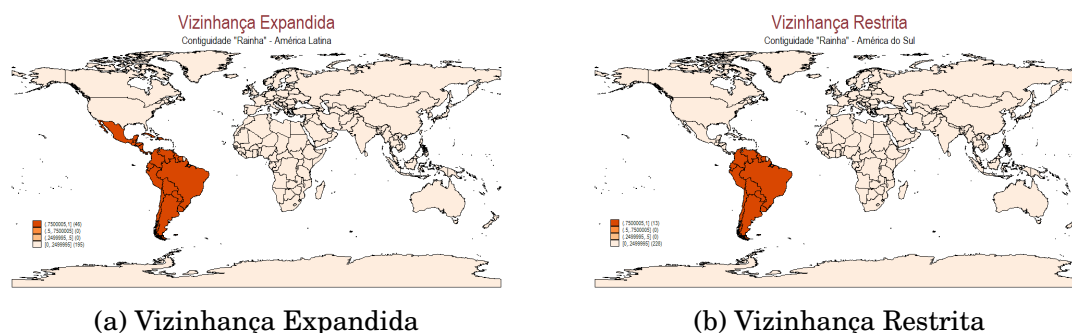 Vizinhança Expandida
Contiguidade "Rainha" - América Latina
(.7500005,1] (46)
(.5,.7500005] (0)
(.2499995,.5] (0)
[0,.2499995] (195)
(a) Vizinhança Expandida
Vizinhança Restrita
Contiguidade "Rainha" - América do Sul
(.7500005,1] (13)
(.5,.7500005] (0)
(.2499995,.5] (0)
[0,.2499995] (228)
(b) Vizinhança Restrita